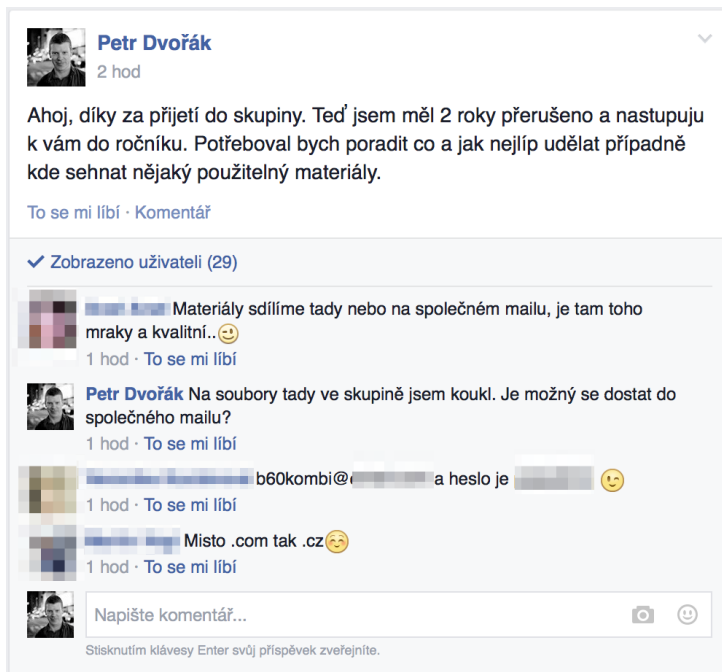 Petr Dvořák
2 hod
Ahoj, díky za přijetí do skupiny. Teď jsem měl 2 roky přerušeno a nastupuju
k vám do ročníku. Potřeboval bych poradit co a jak nejlíp udělat případně
kde sehnat nějaký použitelný materiály.
To se mi líbí · Komentář
Zobrazeno uživateli (29)
Materiály sdílíme tady nebo na společném mailu, je tam toho
mraky a kvalitní..
1 hod · To se mi líbí
Petr Dvořák Na soubory tady ve skupině jsem koukl. Je možný se dostat do
společného mailu?
1 hod · To se mi líbí
b60kombi@ a heslo je
1 hod · To se mi líbí
Misto .com tak .cz
1 hod · To se mi líbí
Napište komentář...
Stisknutím klávesy Enter svůj příspěvek zveřejníte.